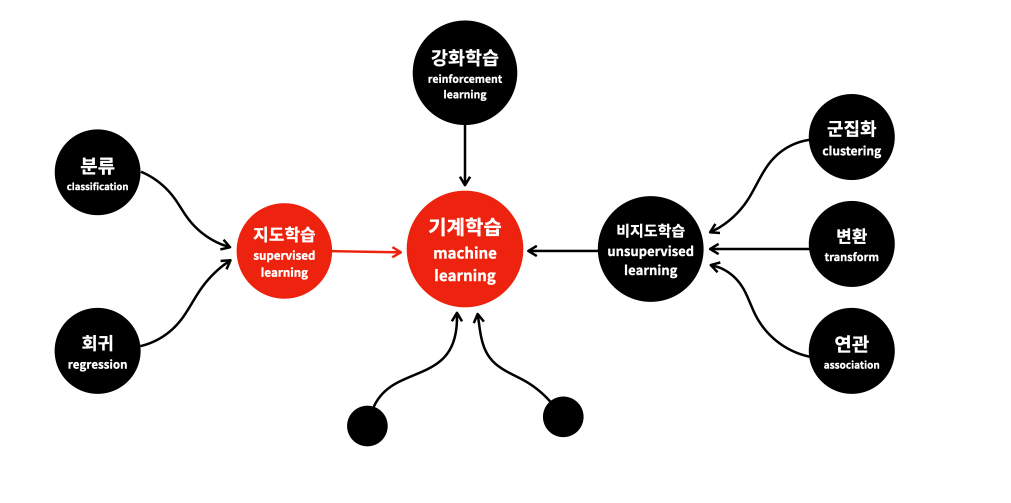 강화학습
reinforcement
learning
분류
classification
회귀
regression
지도학습
supervised
learning
기계학습
machine
learning
비지도학습
unsupervised
learning
군집화
clustering
변환
transform
연관
association